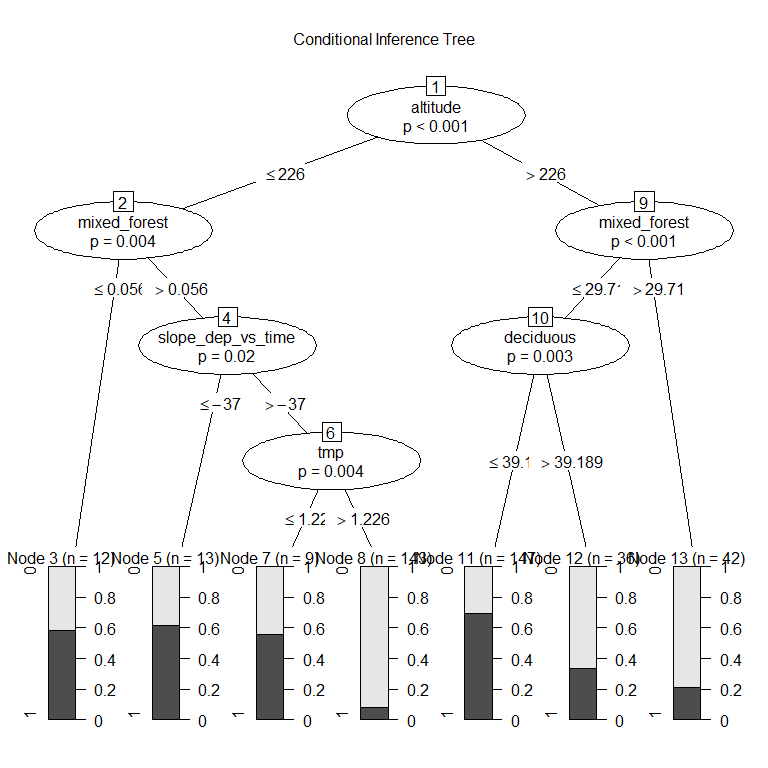 Conditional Inference Tree
1
altitude
p < 0.001
≤ 226
> 226
2
mixed_forest
p = 0.004
9
mixed_forest
p < 0.001
≤ 0.056
> 0.056
≤ 29.71
> 29.71
4
slope_dep_vs_time
p = 0.02
10
deciduous
p = 0.003
≤ −37
> −37
6
tmp
p = 0.004
≤ 39.1
> 39.189
≤ 1.22
> 1.226
Node 3 (n = 12)
Node 5 (n = 13)
Node 7 (n = 9)
Node 8 (n = 143)
Node 11 (n = 147)
Node 12 (n = 36)
Node 13 (n = 42)
0 1 0 1 0 1 0 1 0 1 0 1 0 1
0.8 0.8 0.8 0.8 0.8 0.8 0.8
0.6 0.6 0.6 0.6 0.6 0.6 0.6
0.4 0.4 0.4 0.4 0.4 0.4 0.4
0.2 0.2 0.2 0.2 0.2 0.2 0.2
1 0 1 0 1 0 1 0 1 0 1 0 1 0